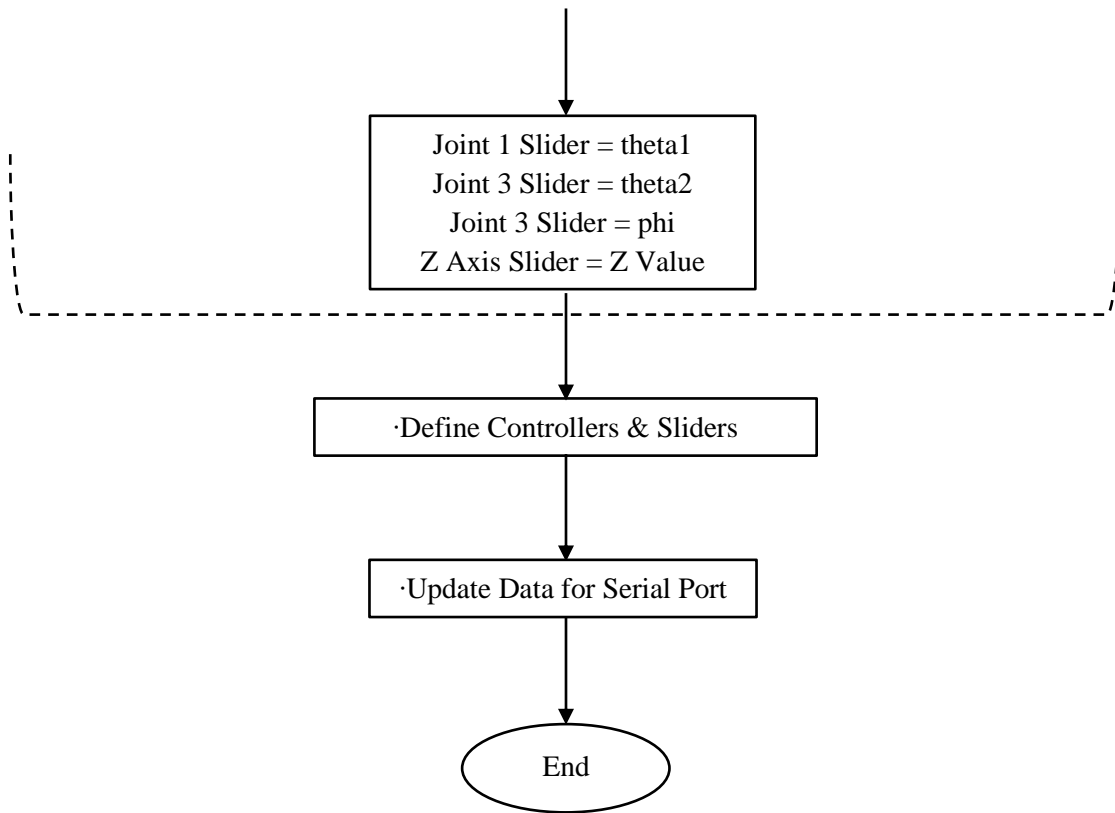 Joint 1 Slider = theta1
Joint 3 Slider = theta2
Joint 3 Slider = phi
Z Axis Slider = Z Value
·Define Controllers & Sliders
·Update Data for Serial Port
End